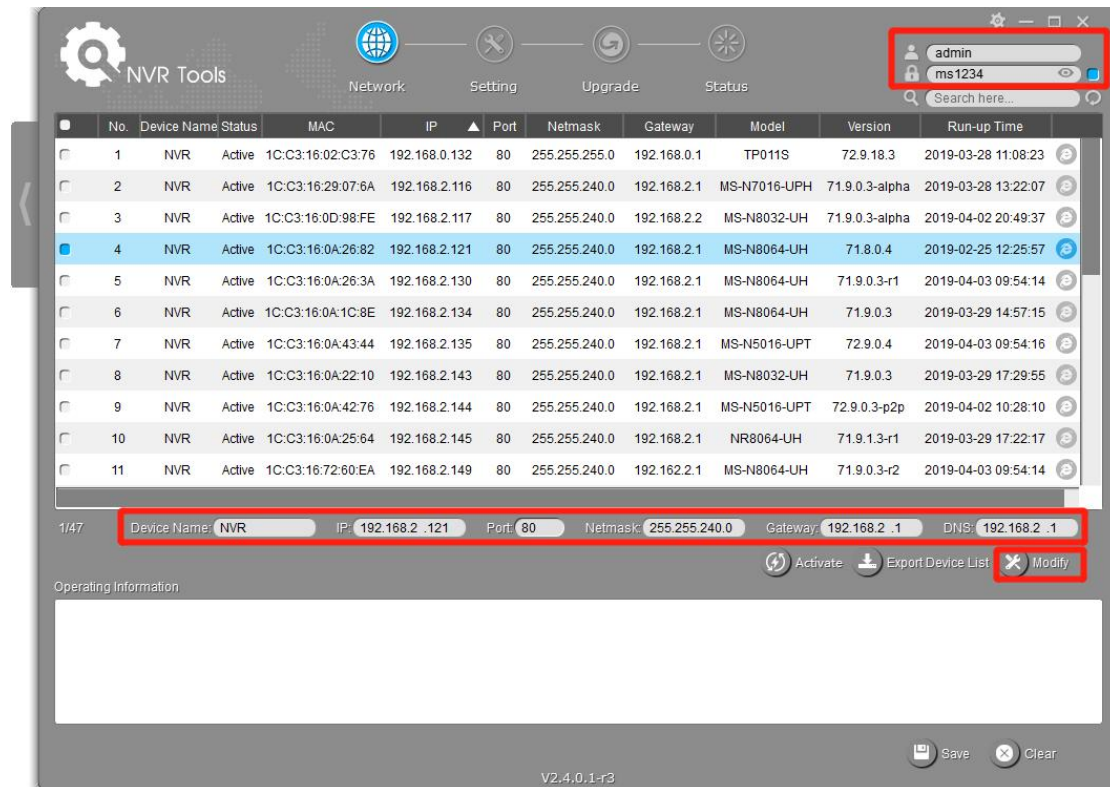 NVR Tools
Network Setting Upgrade Status
admin
ms1234
Search here...
No. Device Name Status MAC IP Port Netmask Gateway Model Version Run-up Time
1 NVR Active 1C:C3:16:02:C3:76 192.168.0.132 80 255.255.255.0 192.168.0.1 TP011S 72.9.18.3 2019-03-28 11:08:23
2 NVR Active 1C:C3:16:29:07:6A 192.168.2.116 80 255.255.240.0 192.168.2.1 MS-N7016-UPH 71.9.0.3-alpha 2019-03-28 13:22:07
3 NVR Active 1C:C3:16:0D:98:FE 192.168.2.117 80 255.255.240.0 192.168.2.2 MS-N8032-UH 71.9.0.3-alpha 2019-04-02 20:49:37
4 NVR Active 1C:C3:16:0A:26:82 192.168.2.121 80 255.255.240.0 192.168.2.1 MS-N8064-UH 71.8.0.4 2019-02-25 12:25:57
5 NVR Active 1C:C3:16:0A:26:3A 192.168.2.130 80 255.255.240.0 192.168.2.1 MS-N8064-UH 71.9.0.3-r1 2019-04-03 09:54:14
6 NVR Active 1C:C3:16:0A:1C:8E 192.168.2.134 80 255.255.240.0 192.168.2.1 MS-N8064-UH 71.9.0.3 2019-03-29 14:57:15
7 NVR Active 1C:C3:16:0A:43:44 192.168.2.135 80 255.255.240.0 192.168.2.1 MS-N5016-UPT 72.9.0.4 2019-04-03 09:54:16
8 NVR Active 1C:C3:16:0A:22:10 192.168.2.143 80 255.255.240.0 192.168.2.1 MS-N8032-UH 71.9.0.3 2019-03-29 17:29:55
9 NVR Active 1C:C3:16:0A:42:76 192.168.2.144 80 255.255.240.0 192.168.2.1 MS-N5016-UPT 72.9.0.3-p2p 2019-04-02 10:28:10
10 NVR Active 1C:C3:16:0A:25:64 192.168.2.145 80 255.255.240.0 192.168.2.1 NR8064-UH 71.9.1.3-r1 2019-03-29 17:22:17
11 NVR Active 1C:C3:16:72:60:EA 192.168.2.149 80 255.255.240.0 192.162.2.1 MS-N8064-UH 71.9.0.3-r2 2019-04-03 09:54:14
1/47 Device Name: NVR IP: 192.168.2 .121 Port: 80 Netmask: 255.255.240.0 Gateway: 192.168.2 .1 DNS: 192.168.2 .1
Activate Export Device List Modify
Operating Information
Save Clear
V2.4.0.1-r3